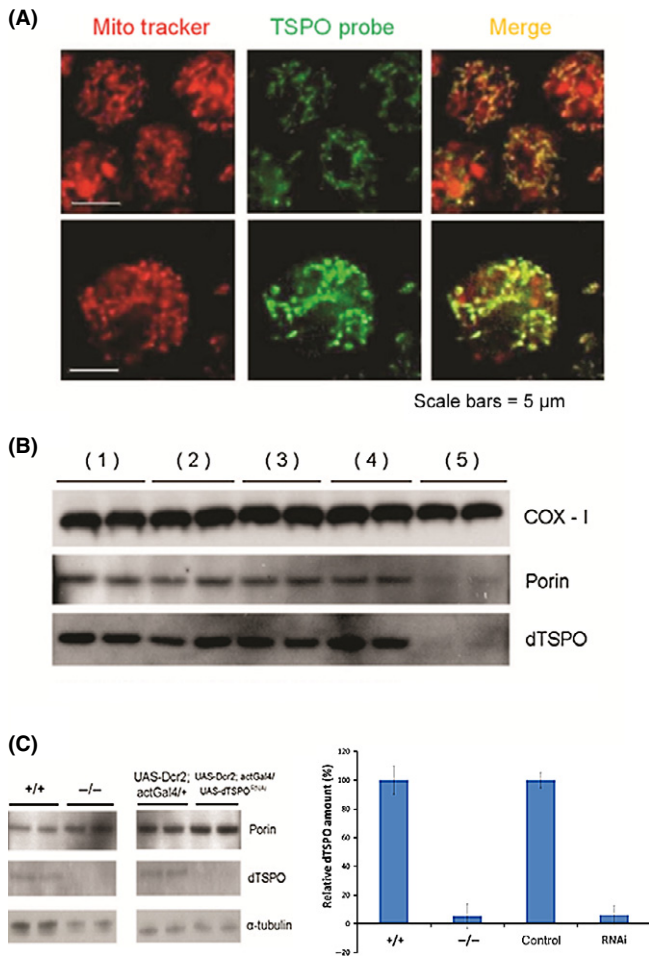 (A)
Mito tracker TSPO probe Merge
Scale bars = 5 µm
(B)
(1) (2) (3) (4) (5)
COX - I
Porin
dTSPO
(C)
+/+ −/− UAS-Dcr2; actGal4/+ UAS-Dcr2; actGal4/ UAS-dTSPO^RNAi
Porin
dTSPO
α-tubulin
Relative dTSPO amount (%)
120
100
80
60
40
20
0
−20
+/+ −/− Control RNAi